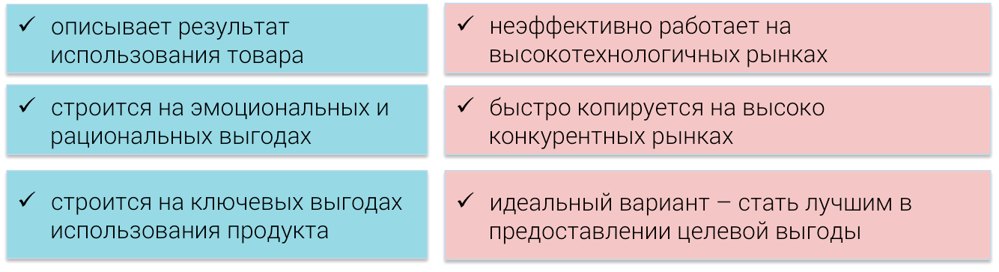 ✓ описывает результат
использования товара
✓ неэффективно работает на
высокотехнологичных рынках
✓ строится на эмоциональных и
рациональных выгодах
✓ быстро копируется на высоко
конкурентных рынках
✓ строится на ключевых выгодах
использования продукта
✓ идеальный вариант – стать лучшим в
предоставлении целевой выгоды